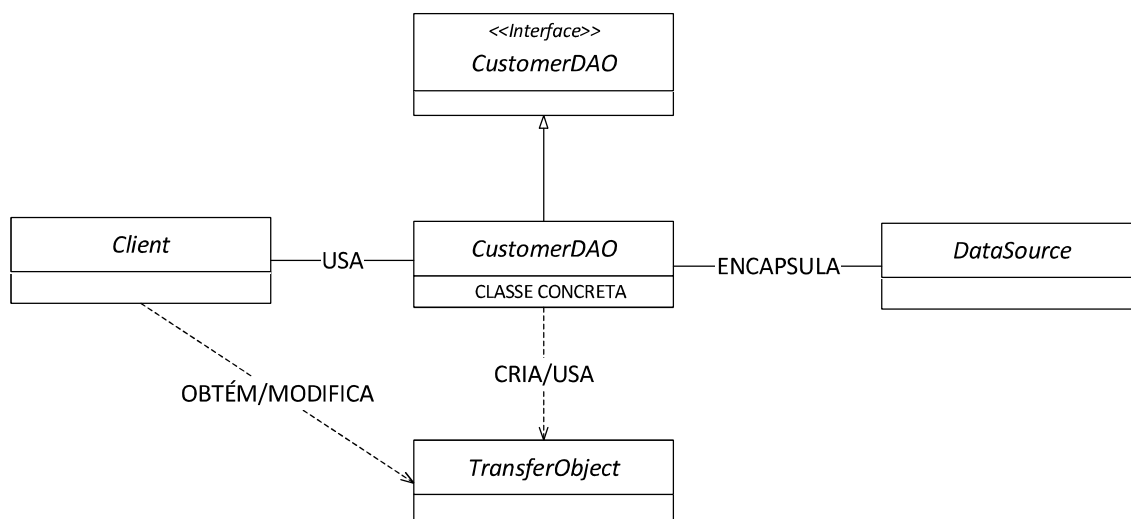 <<Interface>>
CustomerDAO
Client
USA
CustomerDAO
CLASSE CONCRETA
ENCAPSULA
DataSource
OBTÉM/MODIFICA
CRIA/USA
TransferObject